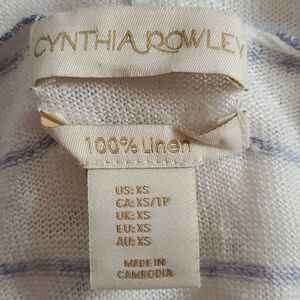 CYNTHIA ROWLEY
100% Linen
US: XS
CA: XS/TP
UK: XS
EU: XS
AU: XS
MADE IN
CAMBODIA